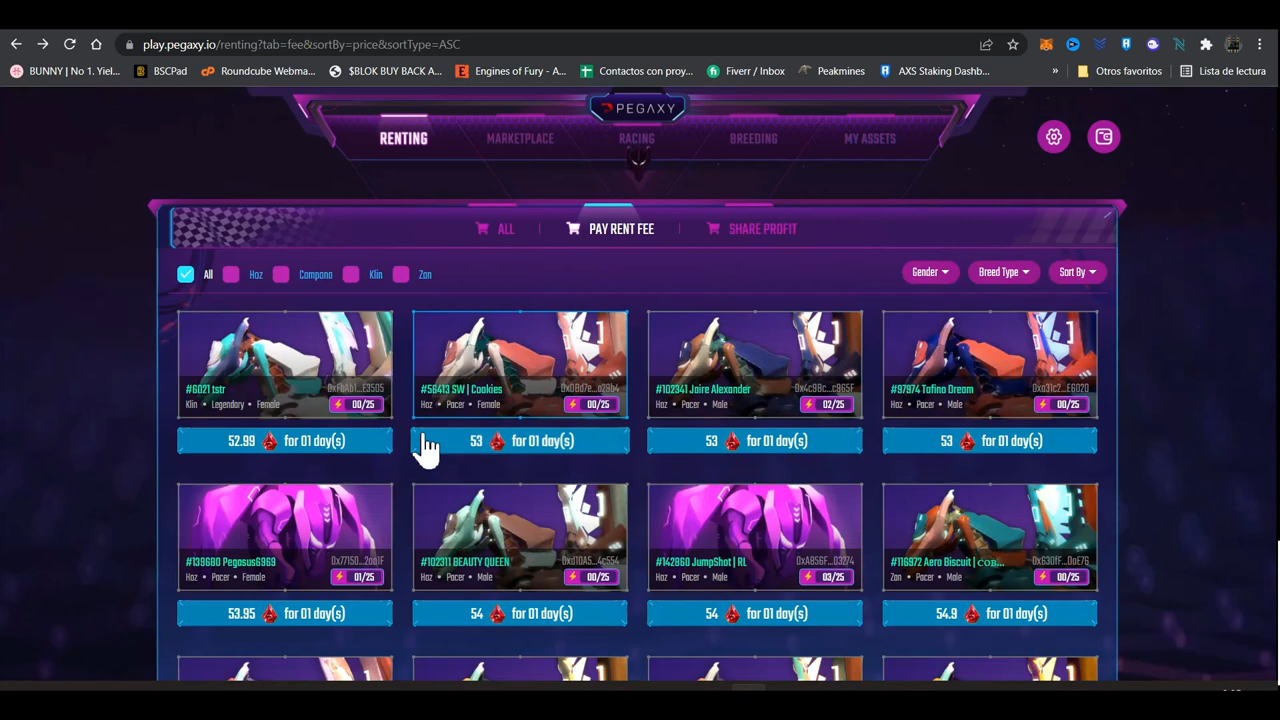 play.pegaxy.io/renting?tab=fee&sortBy=price&sortType=ASC
BUNNY | No 1. Yiel... BSCPad Roundcube Webma... $BLOK BUY BACK A... Engines of Fury - A... Contactos con proy... Fiverr / Inbox Peakmines AXS Staking Dashb... » Otros favoritos Lista de lectura
PEGAXY
RENTING MARKETPLACE RACING BREEDING MY ASSETS
ALL PAY RENT FEE SHARE PROFIT
All Hoz Campona Klin Zan Gender Breed Type Sort By
#6021 tstr
Klin • Legendary • Female 00/25
52.99 for 01 day(s)
#56413 SW | Cookies
Hoz • Pacer • Female 00/25
53 for 01 day(s)
#102341 Jaire Alexander
Hoz • Pacer • Male 02/25
53 for 01 day(s)
#97974 Tofino Dream
Hoz • Pacer • Male 00/25
53 for 01 day(s)
#139680 Pegasus6969
Hoz • Pacer • Female 01/25
53.95 for 01 day(s)
#102311 BEAUTY QUEEN
Hoz • Pacer • Male 00/25
54 for 01 day(s)
#142860 JumpShot | RL
Hoz • Pacer • Male 03/25
54 for 01 day(s)
#116972 Aero Biscuit | COB...
Zan • Pacer • Male 00/25
54.9 for 01 day(s)